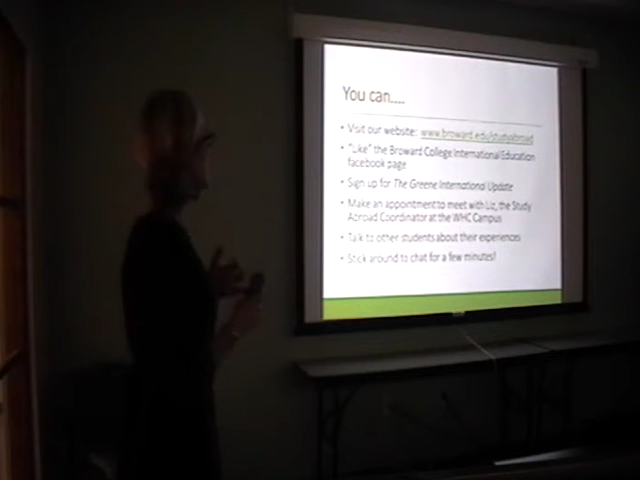 You can....
• Visit our website: www.broward.edu/studyabroad
• "Like" the Broward College International Education
facebook page
• Sign up for The Greene International Update
• Make an appointment to meet with Liz, the Study
Abroad Coordinator at the WHC Campus
• Talk to other students about their experiences
• Stick around to chat for a few minutes!